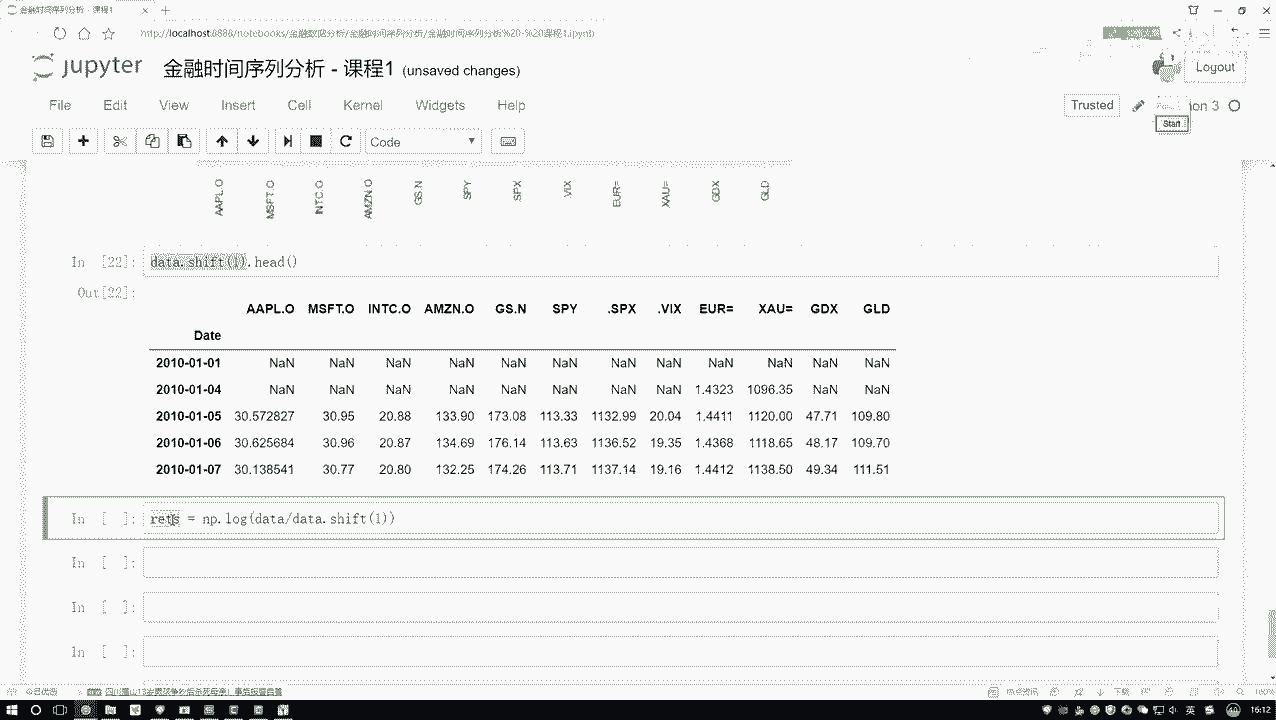 金融时间序列分析 - 课程1
http://localhost:8888/notebooks/金融数据分析/金融时间序列分析/金融时间序列分析%20-%20课程1.ipynb
jupyter 金融时间序列分析 - 课程1 (unsaved changes)
Logout
File Edit View Insert Cell Kernel Widgets Help
Trusted
on 3
Start
Code
AAPL.O MSFT.O INTC.O AMZN.O GS.N SPY .SPX .VIX EUR= XAU= GDX GLD
In [22]: data.shift(1).head()
Out[22]:
AAPL.O MSFT.O INTC.O AMZN.O GS.N SPY .SPX .VIX EUR= XAU= GDX GLD
Date
2010-01-01 NaN NaN NaN NaN NaN NaN NaN NaN NaN NaN NaN NaN
2010-01-04 NaN NaN NaN NaN NaN NaN NaN NaN 1.4323 1096.35 NaN NaN
2010-01-05 30.572827 30.95 20.88 133.90 173.08 113.33 1132.99 20.04 1.4411 1120.00 47.71 109.80
2010-01-06 30.625684 30.96 20.87 134.69 176.14 113.63 1136.52 19.35 1.4368 1118.65 48.17 109.70
2010-01-07 30.138541 30.77 20.80 132.25 174.26 113.71 1137.14 19.16 1.4412 1138.50 49.34 111.51
In [ ]: rets = np.log(data/data.shift(1))
In [ ]:
In [ ]:
In [ ]:
今日优选
下载
100%
英
16:12